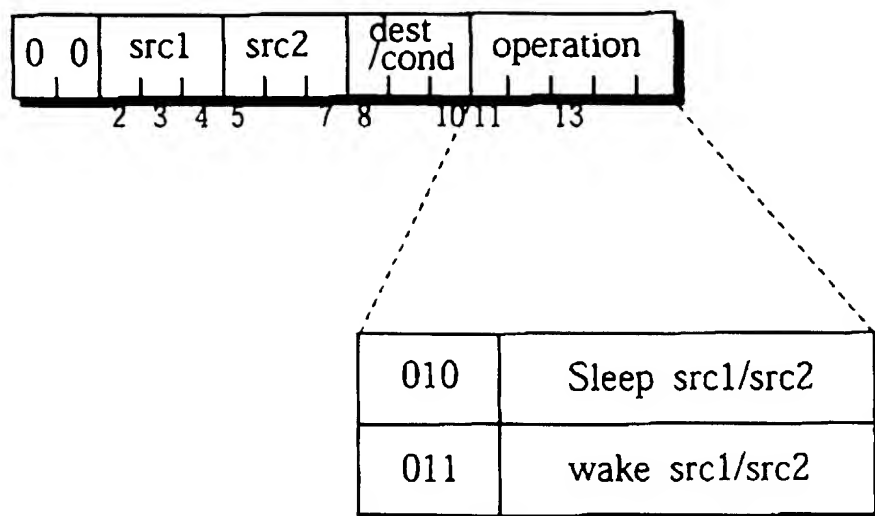 0 0 src1 src2 dest /cond operation
2 3 4 5 7 8 10 11 13
010 Sleep src1/src2
011 wake src1/src2